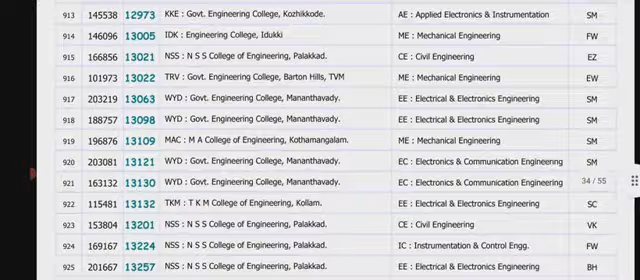 913 145538 12973 KKE : Govt. Engineering College, Kozhikkode. AE : Applied Electronics & Instrumentation SM
914 146096 13005 IDK : Engineering College, Idukki ME : Mechanical Engineering FW
915 166856 13021 NSS : N S S College of Engineering, Palakkad. CE : Civil Engineering EZ
916 101973 13022 TRV : Govt. Engineering College, Barton Hills, TVM ME : Mechanical Engineering EW
917 203219 13063 WYD : Govt. Engineering College, Mananthavady. EE : Electrical & Electronics Engineering SM
918 188757 13098 WYD : Govt. Engineering College, Mananthavady. EE : Electrical & Electronics Engineering SM
919 196876 13109 MAC : M A College of Engineering, Kothamangalam. ME : Mechanical Engineering SM
920 203081 13121 WYD : Govt. Engineering College, Mananthavady. EC : Electronics & Communication Engineering SM
921 163132 13130 WYD : Govt. Engineering College, Mananthavady. EC : Electronics & Communication Engineering 34 / 55
922 115481 13132 TKM : T K M College of Engineering, Kollam. EE : Electrical & Electronics Engineering SC
923 153804 13201 NSS : N S S College of Engineering, Palakkad. CE : Civil Engineering VK
924 169167 13224 NSS : N S S College of Engineering, Palakkad. IC : Instrumentation & Control Engg. FW
925 201667 13257 NSS : N S S College of Engineering, Palakkad. EE : Electrical & Electronics Engineering BH